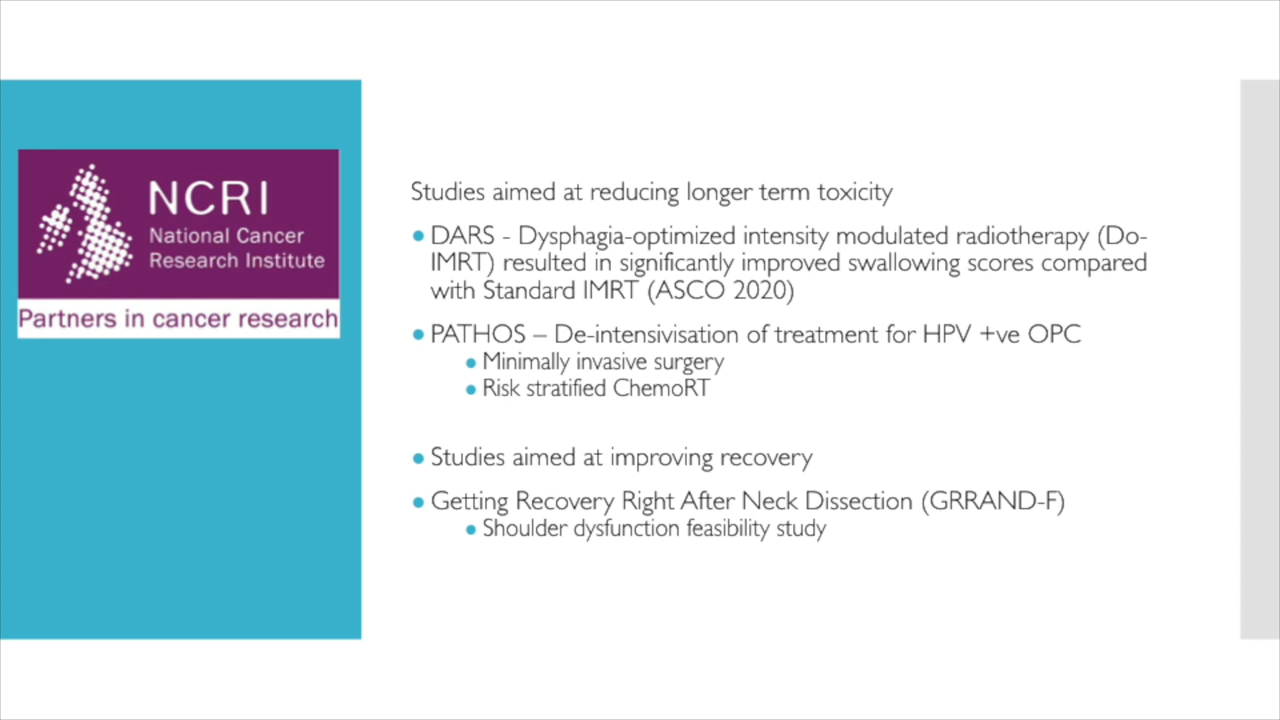 NCRI
National Cancer
Research Institute
Partners in cancer research
Studies aimed at reducing longer term toxicity
• DARS - Dysphagia-optimized intensity modulated radiotherapy (Do-
IMRT) resulted in significantly improved swallowing scores compared
with Standard IMRT (ASCO 2020)
• PATHOS – De-intensivisation of treatment for HPV +ve OPC
• Minimally invasive surgery
• Risk stratified ChemoRT
• Studies aimed at improving recovery
• Getting Recovery Right After Neck Dissection (GRRAND-F)
• Shoulder dysfunction feasibility study